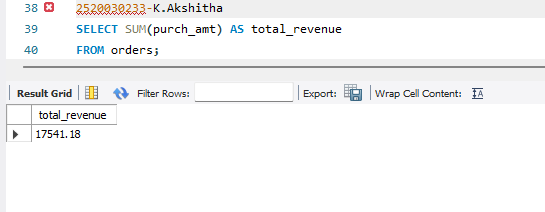 38 2520030233-K.Akshitha
39 SELECT SUM(purch_amt) AS total_revenue
40 FROM orders;
Result Grid Filter Rows: Export: Wrap Cell Content:
total_revenue
17541.18